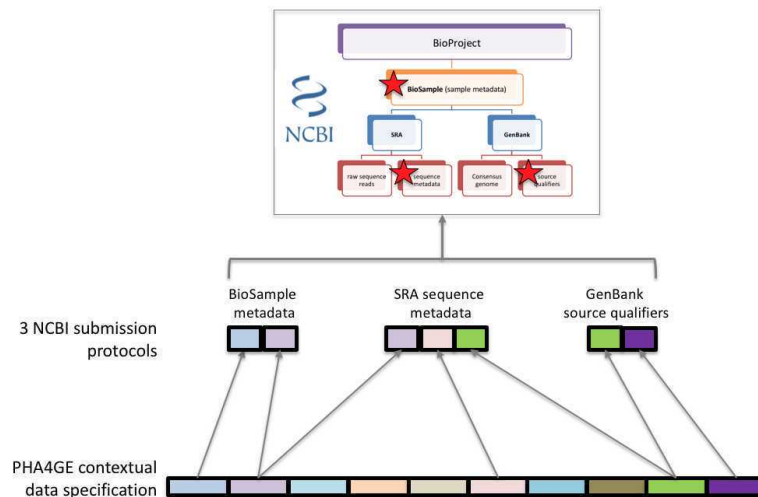 BioProject
BioSample (sample metadata)
NCBI
SRA
GenBank
raw sequence
reads
sequence
metadata
Consensus
genome
source
qualifiers
BioSample
metadata
SRA sequence
metadata
GenBank
source qualifiers
3 NCBI submission
protocols
PHA4GE contextual
data specification